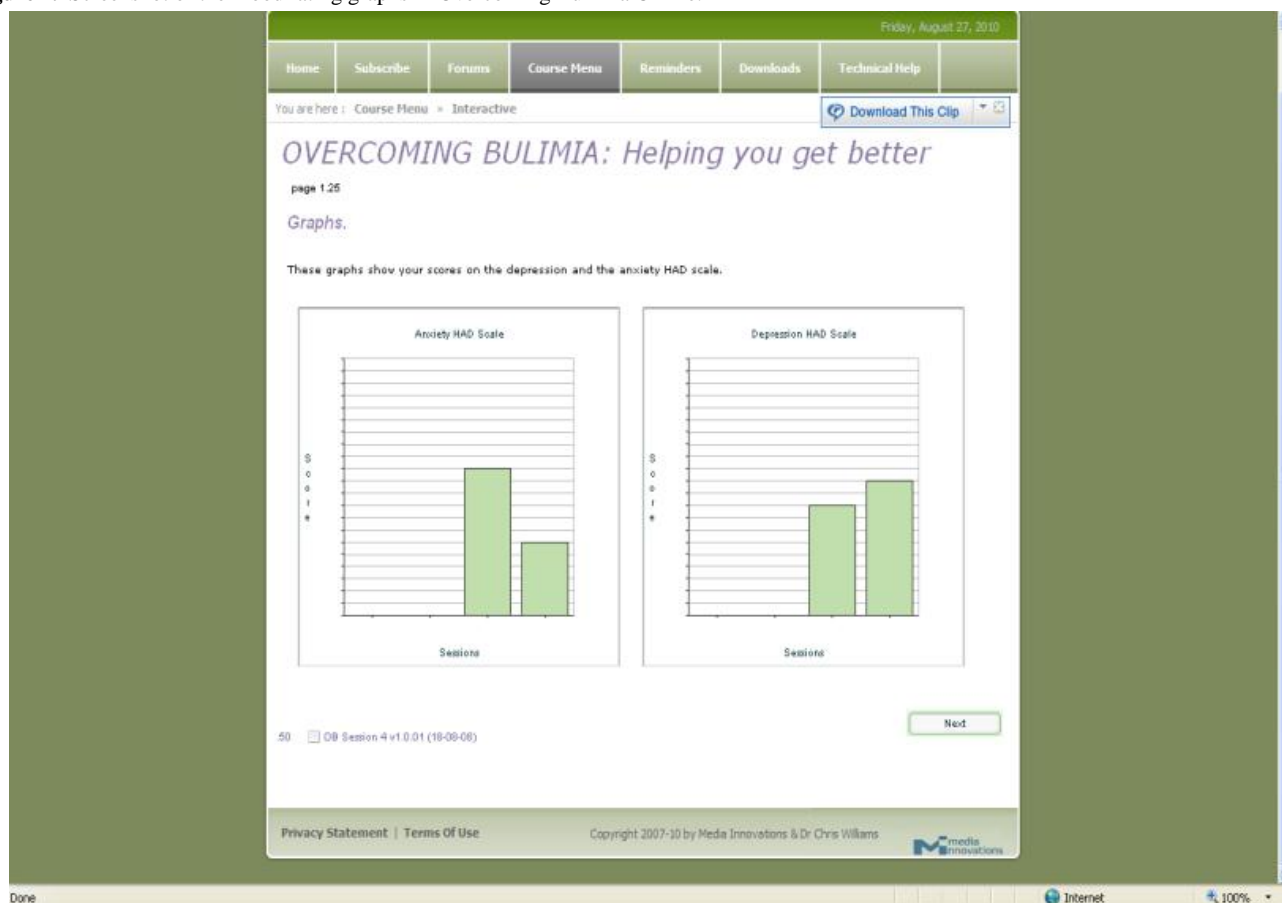 Friday, August 27, 2010
Home Subscribe Forums Course Menu Reminders Downloads Technical Help
You are here : Course Menu » Interactive
Download This Clip
OVERCOMING BULIMIA: Helping you get better
page 1.25
Graphs.
These graphs show your scores on the depression and the anxiety HAD scale.
Anxiety HAD Scale
Score
Sessions
Depression HAD Scale
Score
Sessions
Next
50 OB Session 4 v1.0.01 (18-08-08)
Privacy Statement | Terms Of Use
Copyright 2007-10 by Media Innovations & Dr Chris Williams
media innovations
Done
Internet
100%